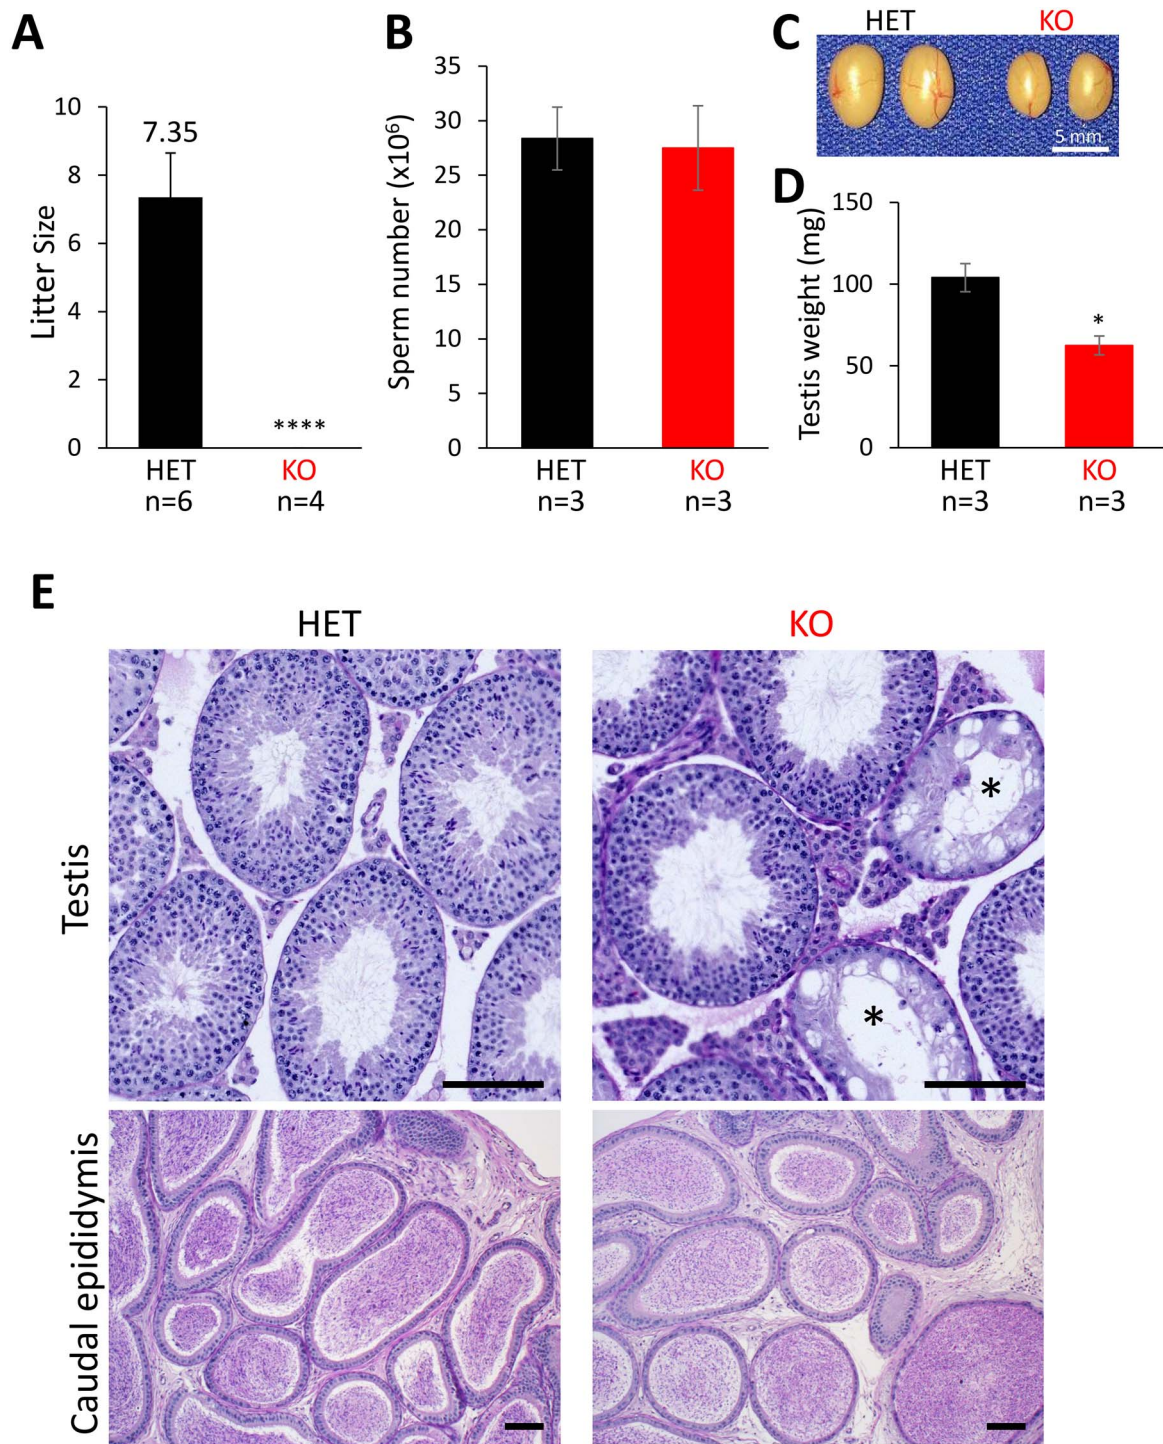 A
Litter Size
10
8
6
4
2
0
7.35
****
HET
KO
n=6
n=4
B
Sperm number (x10⁶)
35
30
25
20
15
10
5
0
HET
KO
n=3
n=3
C
HET
KO
5 mm
D
Testis weight (mg)
150
100
50
0
*
HET
KO
n=3
n=3
E
HET
KO
Testis
*
*
Caudal epididymis